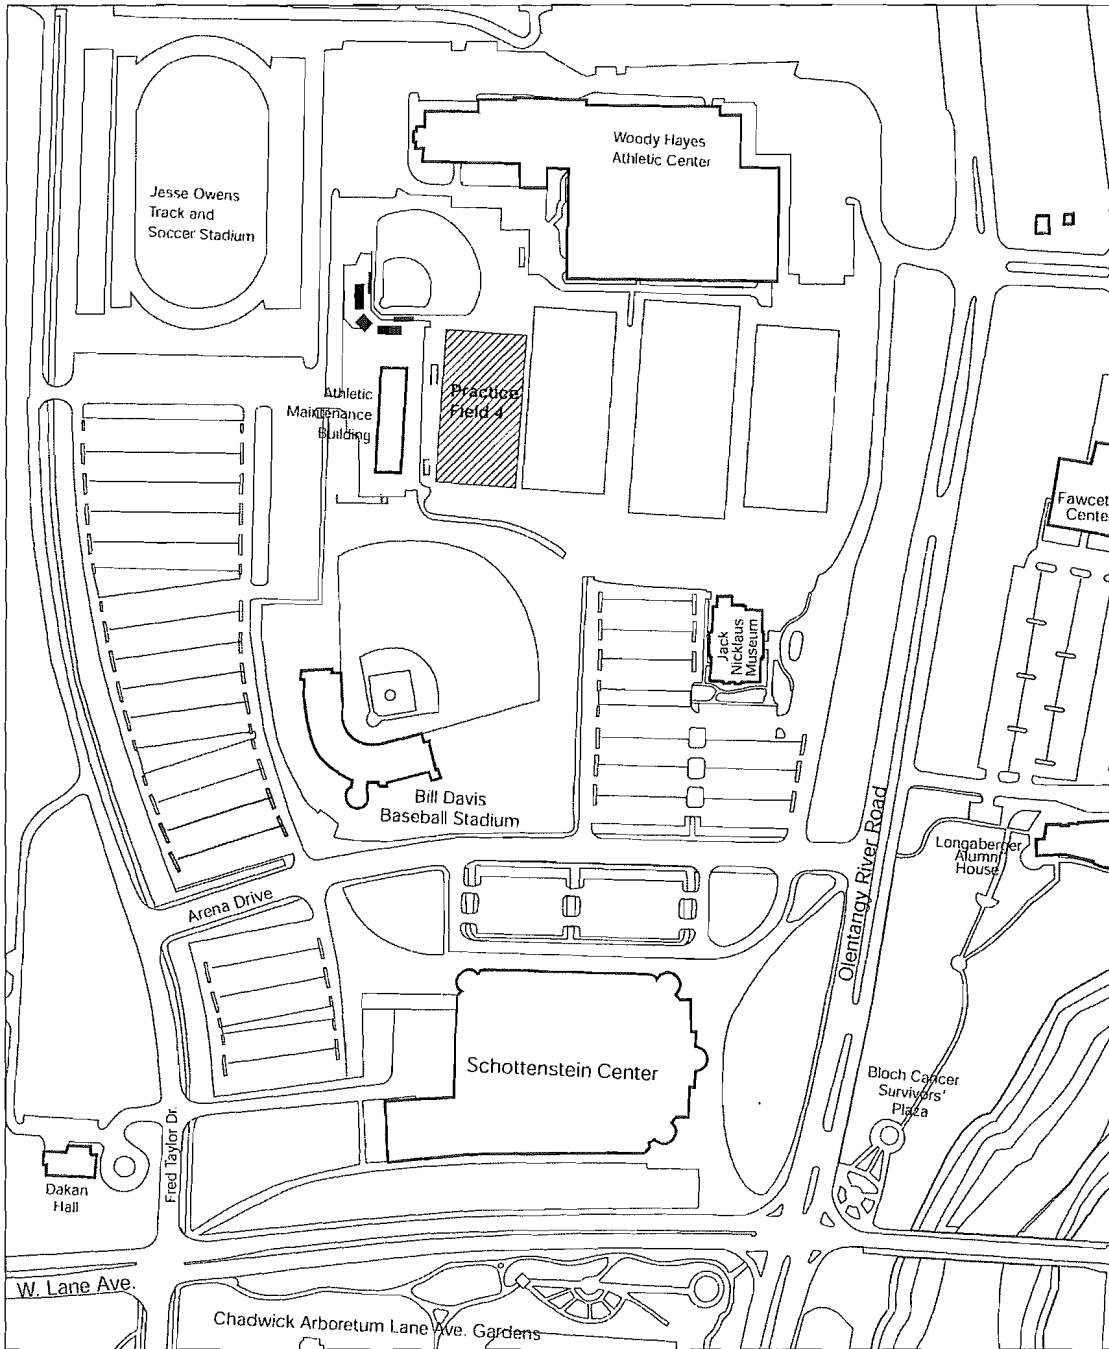 Woody Hayes
Athletic Center
Jesse Owens
Track and
Soccer Stadium
Athletic
Maintenance
Building
Practice
Field 4
Fawcet
Cente
Jack
Nicklaus
Museum
Bill Davis
Baseball Stadium
Olentangy River Road
Longaberger
Alumni
House
Arena Drive
Schottenstein Center
Bloch Cancer
Survivors'
Plaza
Fred Taylor Dr.
Dakan
Hall
W. Lane Ave.
Chadwick Arboretum Lane Ave. Gardens